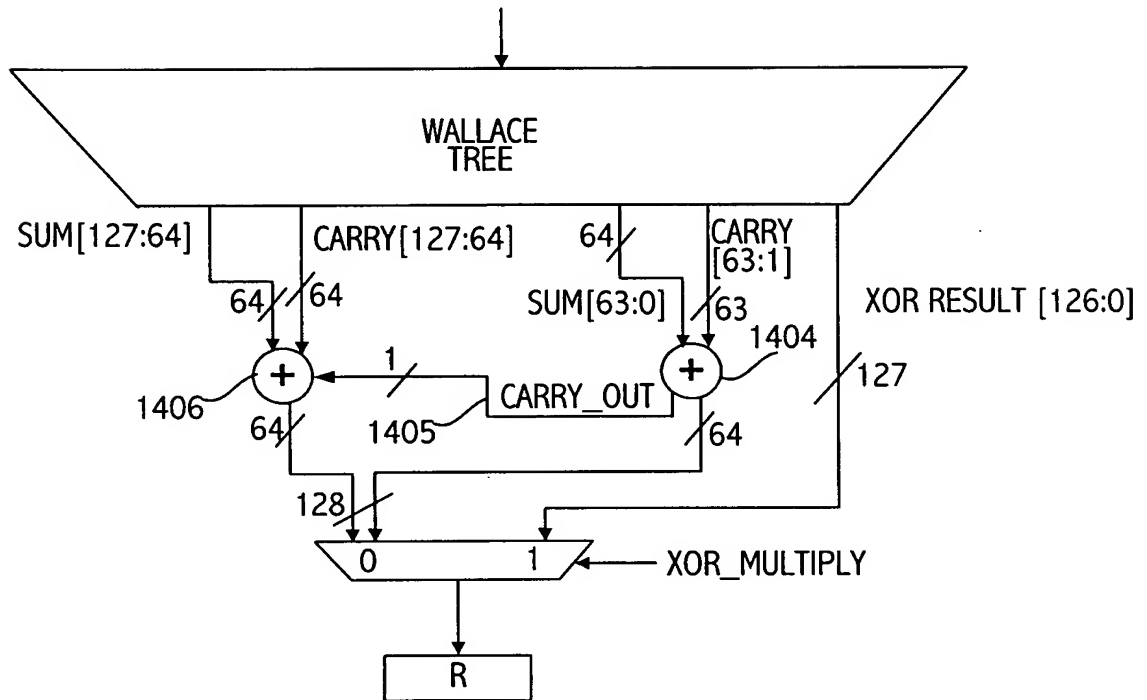 WALLACE
TREE
SUM[127:64]
CARRY[127:64]
64
CARRY
[63:1]
64
64
SUM[63:0]
63
XOR RESULT [126:0]
1404
+
1
+
127
1406
CARRY_OUT
64
1405
64
128
0
1
XOR_MULTIPLY
R